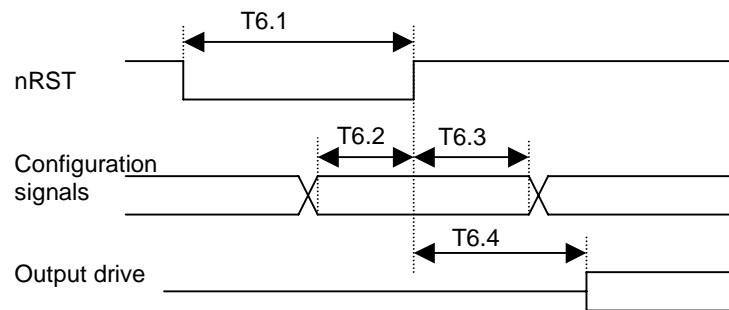 T6.1
nRST
T6.2
T6.3
Configuration
signals
T6.4
Output drive